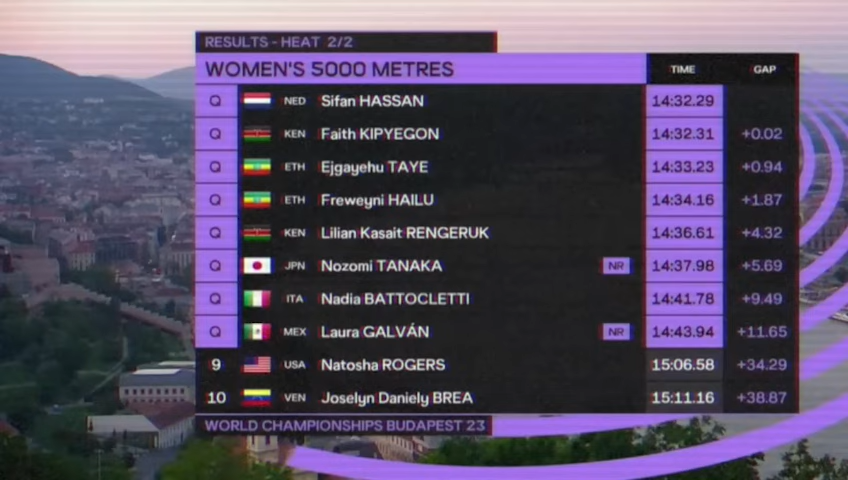 RESULTS - HEAT 2/2
WOMEN'S 5000 METRES TIME GAP
Q NED Sifan HASSAN 14:32.29
Q KEN Faith KIPYEGON 14:32.31 +0.02
Q ETH Ejgayehu TAYE 14:33.23 +0.94
Q ETH Freweyni HAILU 14:34.16 +1.87
Q KEN Lilian Kasait RENGERUK 14:36.61 +4.32
Q JPN Nozomi TANAKA NR 14:37.98 +5.69
Q ITA Nadia BATTOCLETTI 14:41.78 +9.49
Q MEX Laura GALVÁN NR 14:43.94 +11.65
9 USA Natosha ROGERS 15:06.58 +34.29
10 VEN Joselyn Daniely BREA 15:11.16 +38.87
WORLD CHAMPIONSHIPS BUDAPEST 23